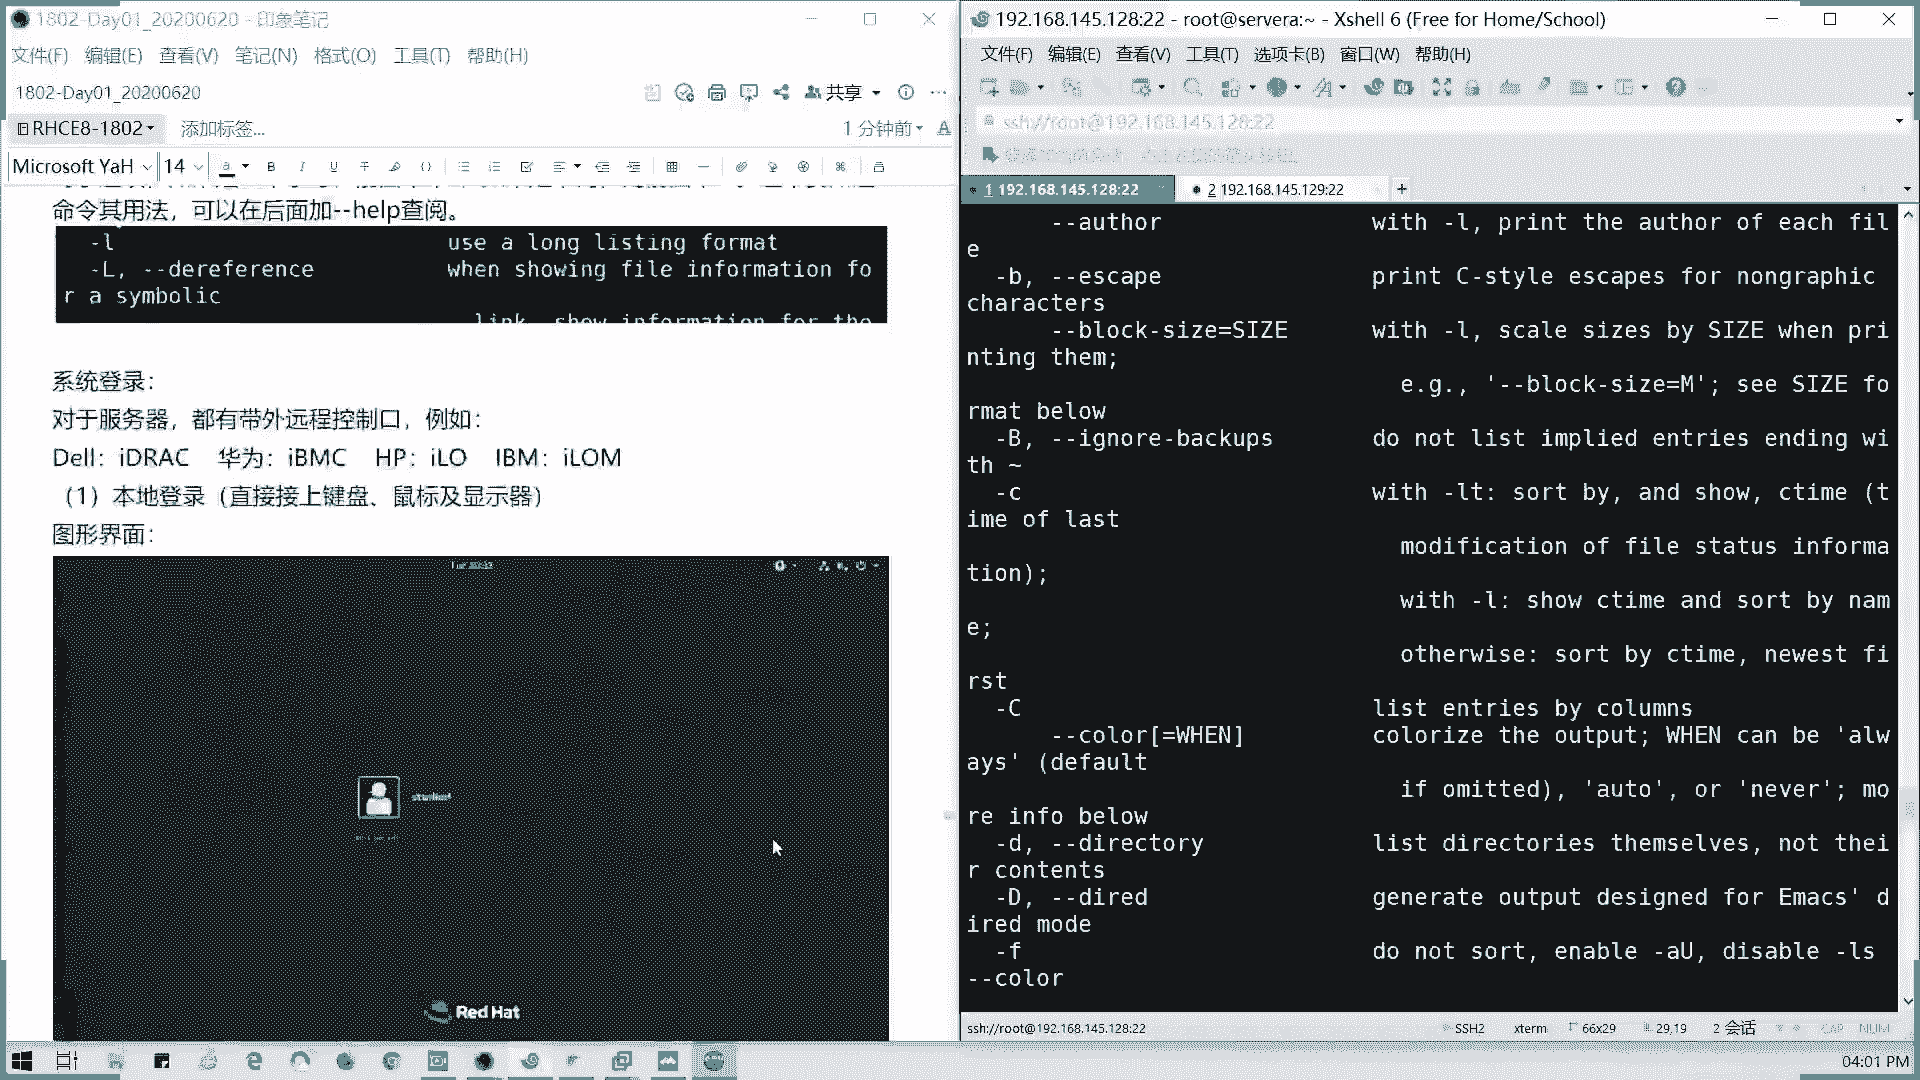 1802-Day01_20200620 - 印象笔记
文件(F) 编辑(E) 查看(V) 笔记(N) 格式(O) 工具(T) 帮助(H)
1802-Day01_20200620
共享
RHCE8-1802
添加标签...
1 分钟前
Microsoft YaH 14
命令其用法，可以在后面加--help查阅。
-l use a long listing format
-L, --dereference when showing file information fo
r a symbolic
link, show information for the
系统登录：
对于服务器，都有带外远程控制口，例如：
Dell：iDRAC 华为：iBMC HP：iLO IBM：iLOM
（1）本地登录（直接接上键盘、鼠标及显示器）
图形界面：
student
Red Hat
192.168.145.128:22 - root@servera:~ - Xshell 6 (Free for Home/School)
文件(F) 编辑(E) 查看(V) 工具(T) 选项卡(B) 窗口(W) 帮助(H)
ssh://root@192.168.145.128:22
1 192.168.145.128:22
2 192.168.145.129:22
--author with -l, print the author of each fil
e
-b, --escape print C-style escapes for nongraphic
characters
--block-size=SIZE with -l, scale sizes by SIZE when pri
nting them;
e.g., '--block-size=M'; see SIZE fo
rmat below
-B, --ignore-backups do not list implied entries ending wi
th ~
-c with -lt: sort by, and show, ctime (t
ime of last
modification of file status informa
tion);
with -l: show ctime and sort by nam
e;
otherwise: sort by ctime, newest fi
rst
-C list entries by columns
--color[=WHEN] colorize the output; WHEN can be 'alw
ays' (default
if omitted), 'auto', or 'never'; mo
re info below
-d, --directory list directories themselves, not thei
r contents
-D, --dired generate output designed for Emacs' d
ired mode
-f do not sort, enable -aU, disable -ls
--color
ssh://root@192.168.145.128:22
SSH2 xterm 66x29 29,19 2 会话 CAP NUM
04:01 PM